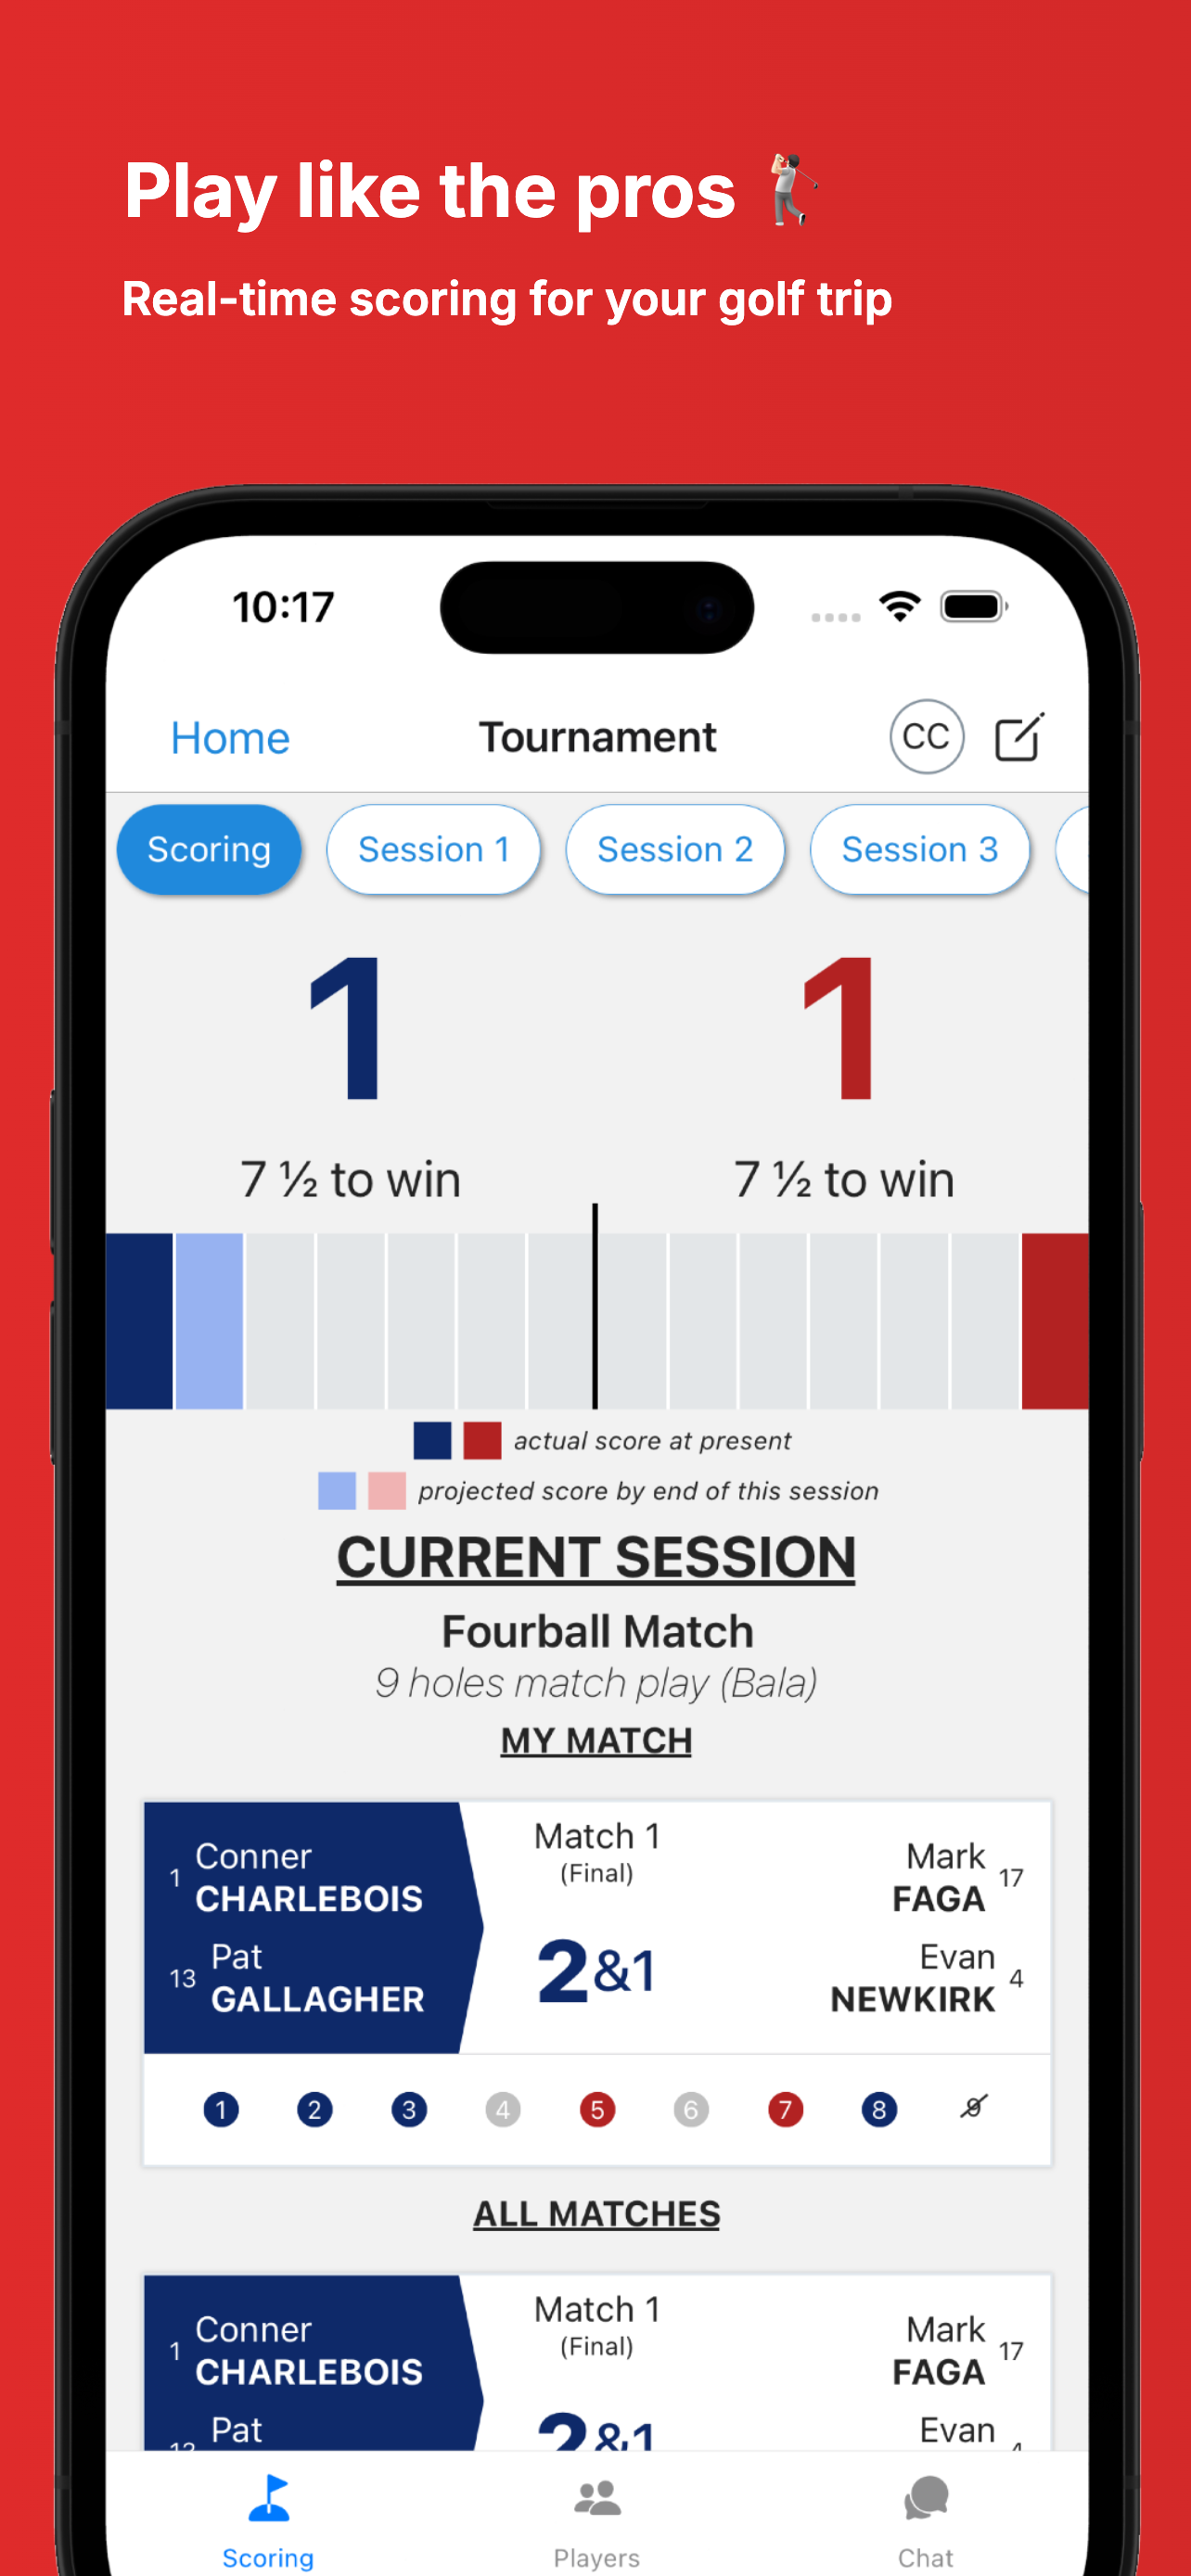 Play like the pros
Real-time scoring for your golf trip
10:17
Home Tournament CC
Scoring Session 1 Session 2 Session 3
1 1
7 ½ to win 7 ½ to win
actual score at present
projected score by end of this session
CURRENT SESSION
Fourball Match
9 holes match play (Bala)
MY MATCH
Match 1
(Final)
1 Conner CHARLEBOIS
13 Pat GALLAGHER
2&1
Mark FAGA 17
Evan NEWKIRK 4
1 2 3 4 5 6 7 8 9
ALL MATCHES
Match 1
(Final)
1 Conner CHARLEBOIS
13 Pat
2&1
Mark FAGA 17
Evan 4
Scoring Players Chat